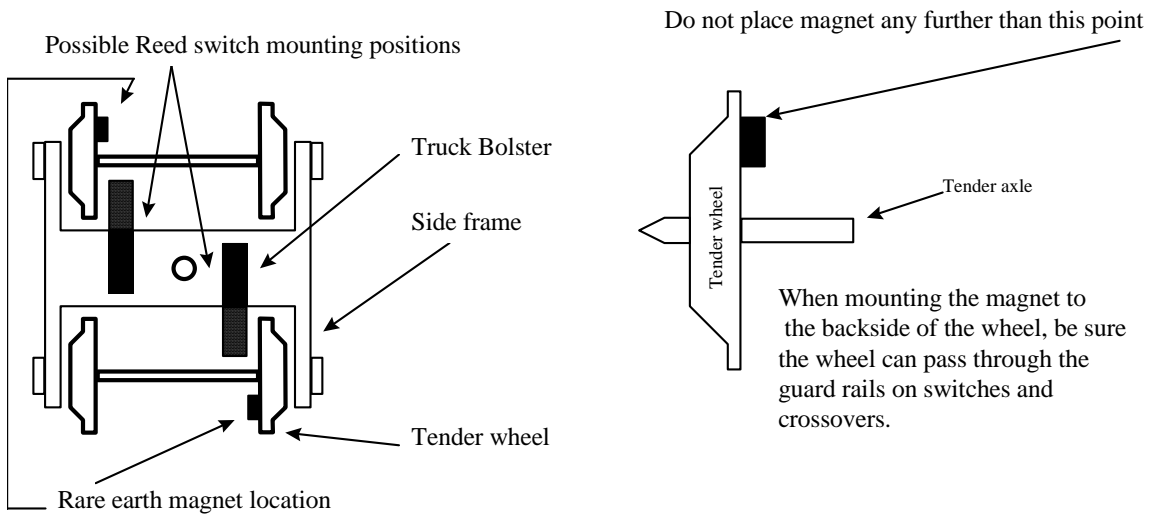 Do not place magnet any further than this point
Possible Reed switch mounting positions
Truck Bolster
Side frame
Tender wheel
Rare earth magnet location
Tender axle
Tender wheel
When mounting the magnet to
the backside of the wheel, be sure
the wheel can pass through the
guard rails on switches and
crossovers.